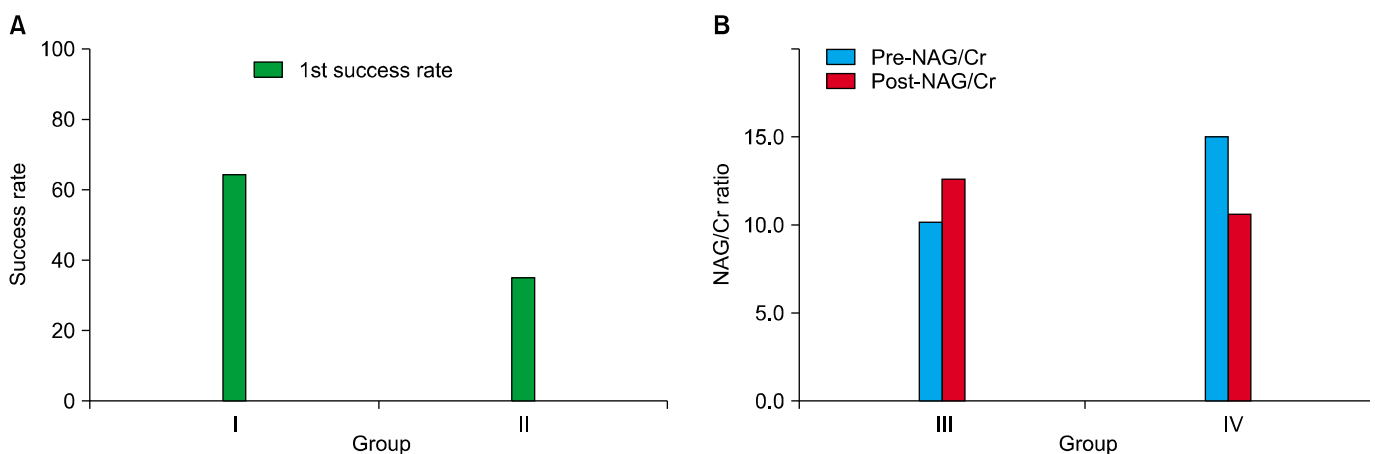 A
100
80
60
40
20
0
Success rate
1st success rate
I
II
Group
B
15.0
10.0
5.0
0.0
NAG/Cr ratio
Pre-NAG/Cr
Post-NAG/Cr
III
IV
Group